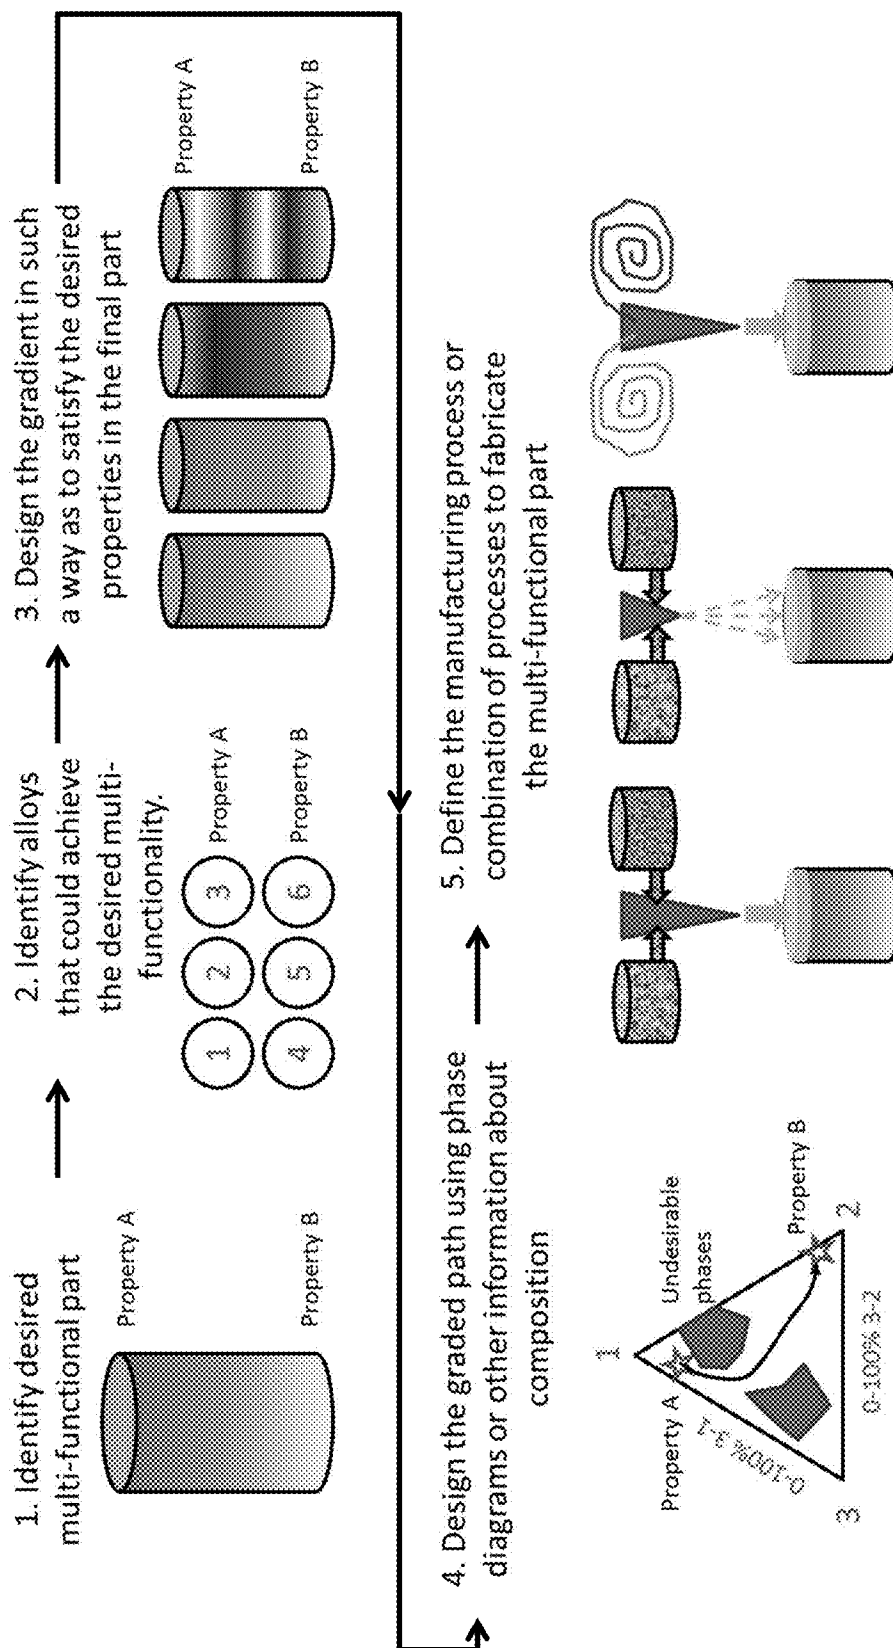 1. Identify desired
multi-functional part
Property A
Property B
2. Identify alloys
that could achieve
the desired multi-
functionality.
1
2
3
Property A
4
5
6
Property B
3. Design the gradient in such
a way as to satisfy the desired
properties in the final part
Property A
Property B
4. Design the graded path using phase
diagrams or other information about
composition
1
Property A
Undesirable
phases
0-100% 3-1
Property B
3
2
0-100% 3-2
5. Define the manufacturing process or
combination of processes to fabricate
the multi-functional part